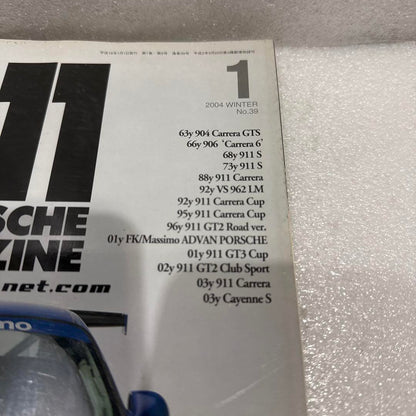 11
1
2004 WINTER
No.39
63y 904 Carrera GTS
66y 906 'Carrera 6'
68y 911 S
73y 911 S
88y 911 Carrera
92y VS 962 LM
92y 911 Carrera Cup
95y 911 Carrera Cup
96y 911 GT2 Road ver.
01y FK/Massimo ADVAN PORSCHE
01y 911 GT3 Cup
02y 911 GT2 Club Sport
03y 911 Carrera
03y Cayenne S
SCHE
ZINE
net.com
mo